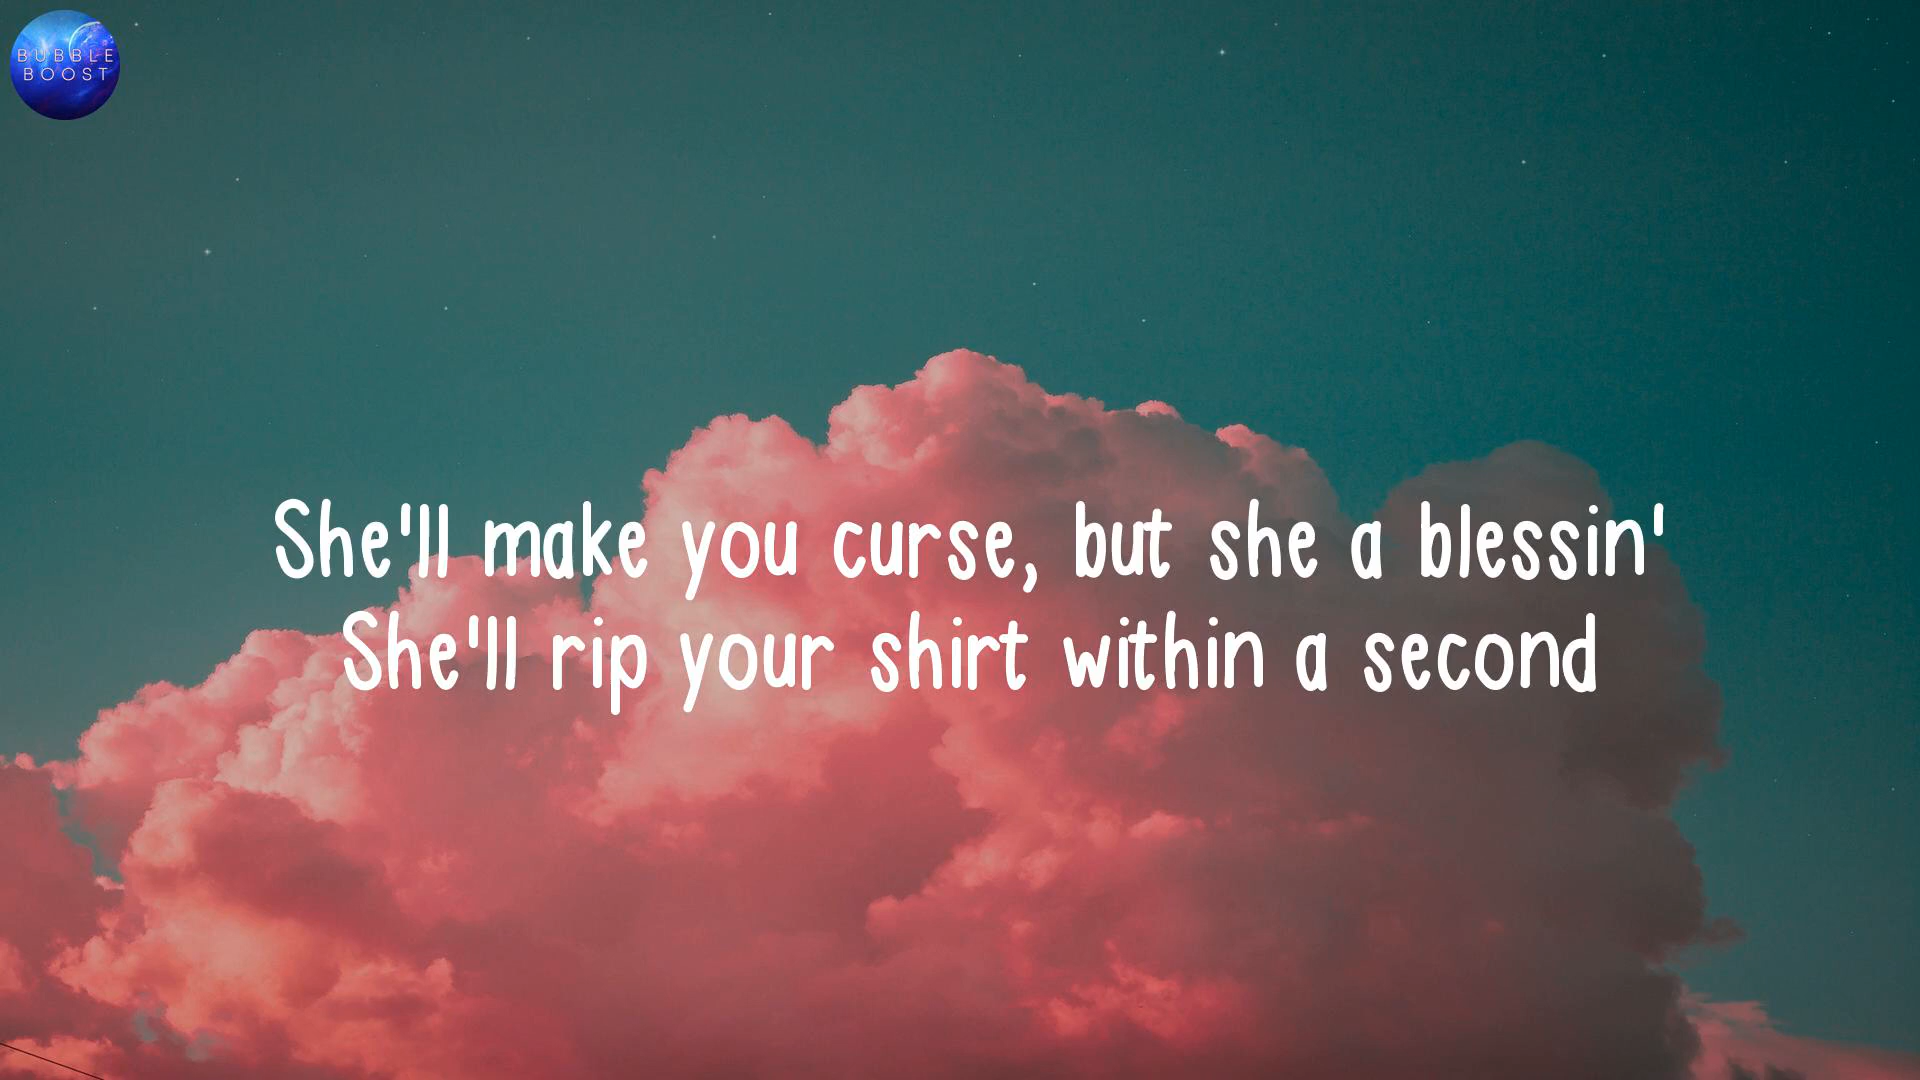 BUBBLE
BOOST
She'll make you curse, but she a blessin'
She'll rip your shirt within a second